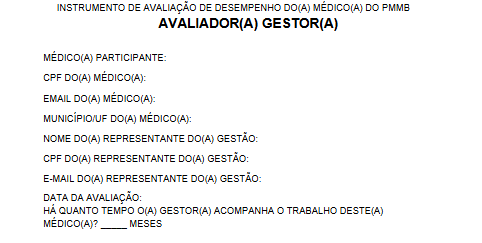 INSTRUMENTO DE AVALIAÇÃO DE DESEMPENHO DO(A) MÉDICO(A) DO PMMB
AVALIADOR(A) GESTOR(A)
MÉDICO(A) PARTICIPANTE:
CPF DO(A) MÉDICO(A):
EMAIL DO(A) MÉDICO(A):
MUNICÍPIO/UF DO(A) MÉDICO(A):
NOME DO(A) REPRESENTANTE DO(A) GESTÃO:
CPF DO(A) REPRESENTANTE DO(A) GESTÃO:
E-MAIL DO(A) REPRESENTANTE DO(A) GESTÃO:
DATA DA AVALIAÇÃO:
HÁ QUANTO TEMPO O(A) GESTOR(A) ACOMPANHA O TRABALHO DESTE(A)
MÉDICO(A)? _____ MESES